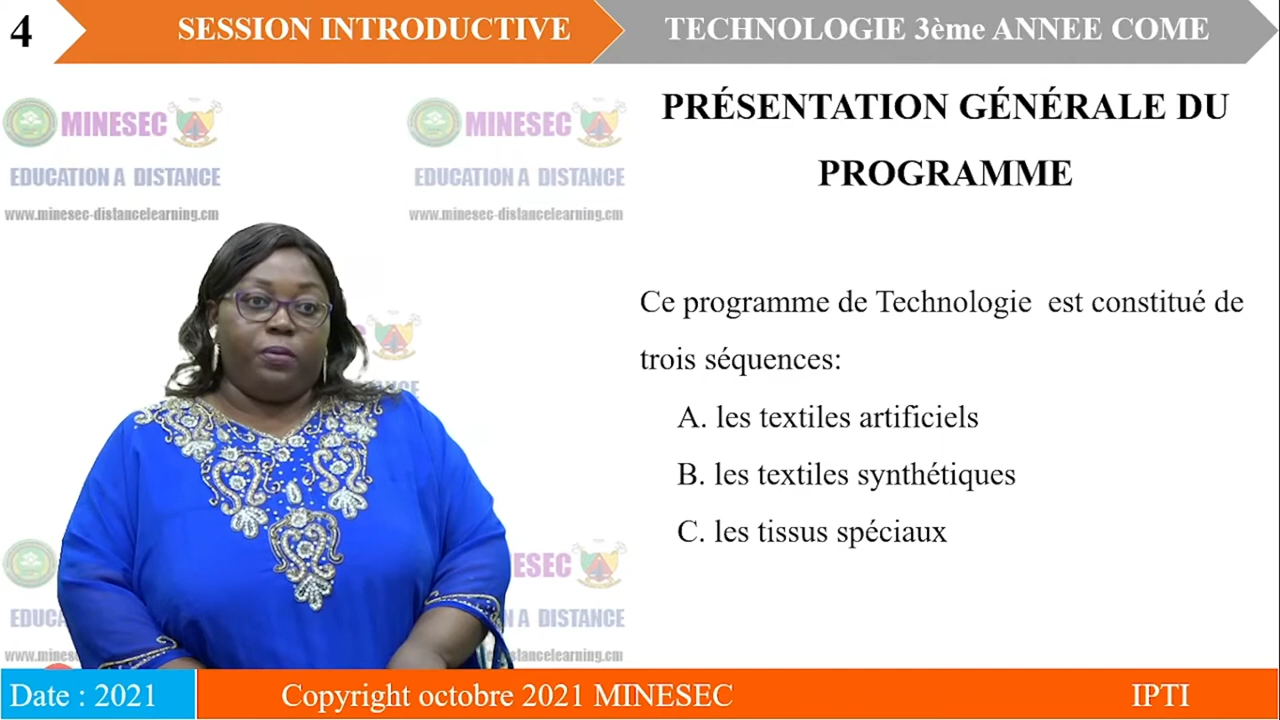 4
SESSION INTRODUCTIVE
TECHNOLOGIE 3ème ANNEE COME
MINESEC
EDUCATION A DISTANCE
www.minesec-distancelearning.cm
MINESEC
EDUCATION A DISTANCE
www.minesec-distancelearning.cm
PRÉSENTATION GÉNÉRALE DU
PROGRAMME
Ce programme de Technologie est constitué de
trois séquences:
A. les textiles artificiels
B. les textiles synthétiques
C. les tissus spéciaux
ESEC
A DISTANCE
Date : 2021
Copyright octobre 2021 MINESEC
IPTI